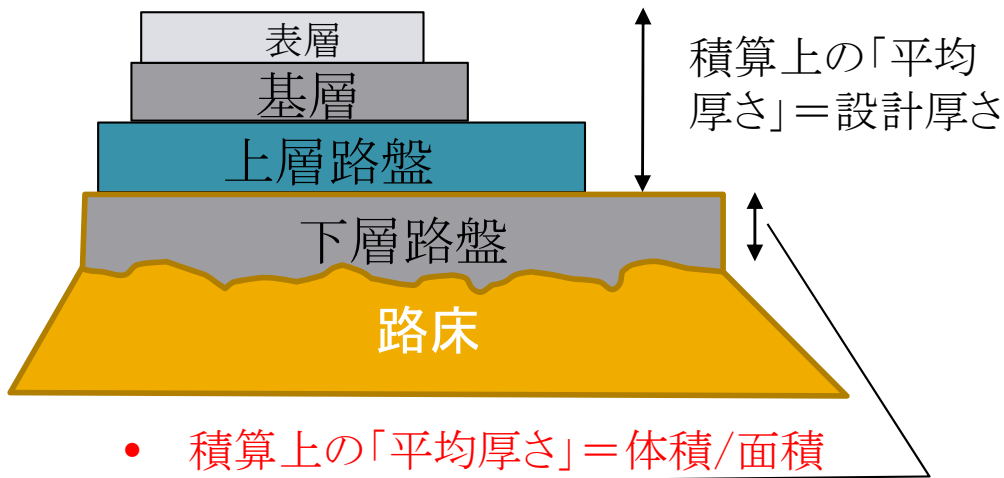 表層
基層
上層路盤
下層路盤
路床
積算上の「平均
厚さ」＝設計厚さ
• 積算上の「平均厚さ」＝体積/面積